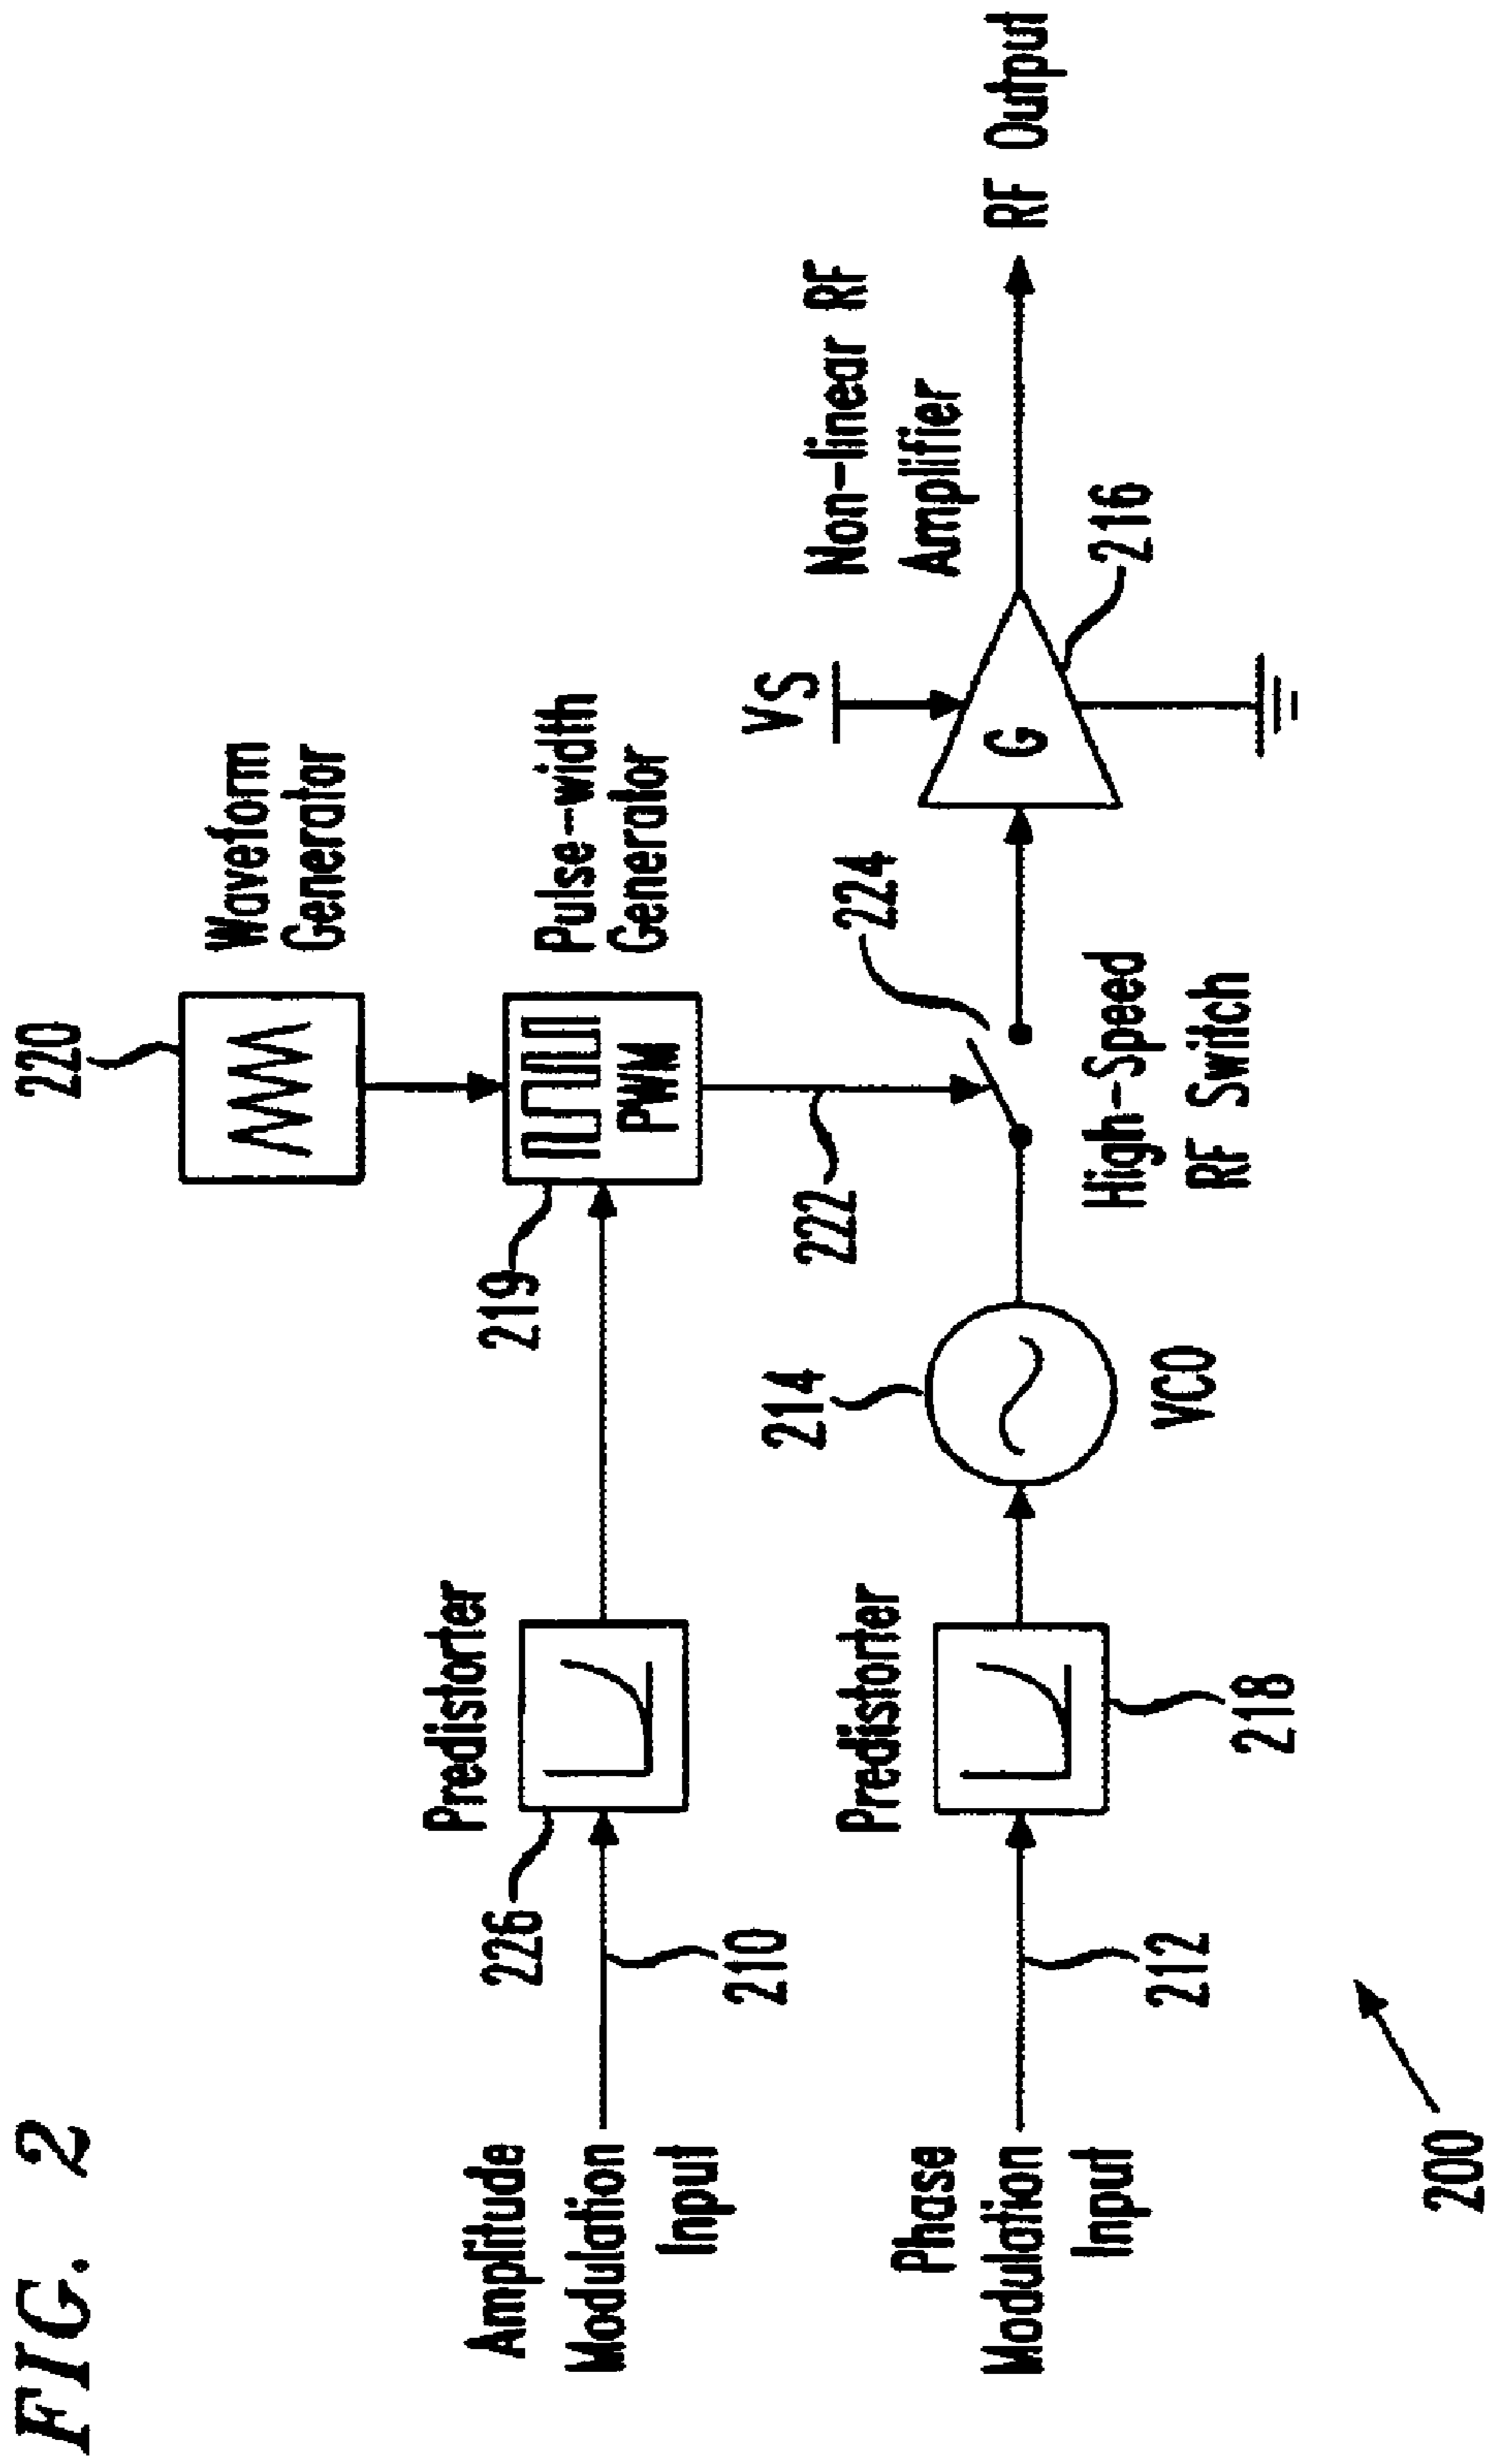 FIG. 2
220
Waveform
Generator
Pulse-width
Generator
PWM
219
Predistorter
226
Amplitude
Modulation
Input
210
222
224
High-Speed
RF Switch
VS
Non-linear RF
Amplifier
G
216
RF Output
214
VCO
Predistorter
218
Phase
Modulation
Input
212
200